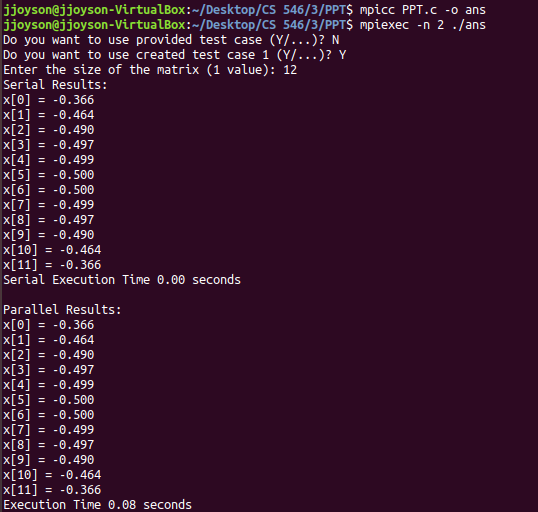 jjoyson@jjoyson-VirtualBox:~/Desktop/CS 546/3/PPT$ mpicc PPT.c -o ans
jjoyson@jjoyson-VirtualBox:~/Desktop/CS 546/3/PPT$ mpiexec -n 2 ./ans
Do you want to use provided test case (Y/...)? N
Do you want to use created test case 1 (Y/...)? Y
Enter the size of the matrix (1 value): 12
Serial Results:
x[0] = -0.366
x[1] = -0.464
x[2] = -0.490
x[3] = -0.497
x[4] = -0.499
x[5] = -0.500
x[6] = -0.500
x[7] = -0.499
x[8] = -0.497
x[9] = -0.490
x[10] = -0.464
x[11] = -0.366
Serial Execution Time 0.00 seconds
Parallel Results:
x[0] = -0.366
x[1] = -0.464
x[2] = -0.490
x[3] = -0.497
x[4] = -0.499
x[5] = -0.500
x[6] = -0.500
x[7] = -0.499
x[8] = -0.497
x[9] = -0.490
x[10] = -0.464
x[11] = -0.366
Execution Time 0.08 seconds